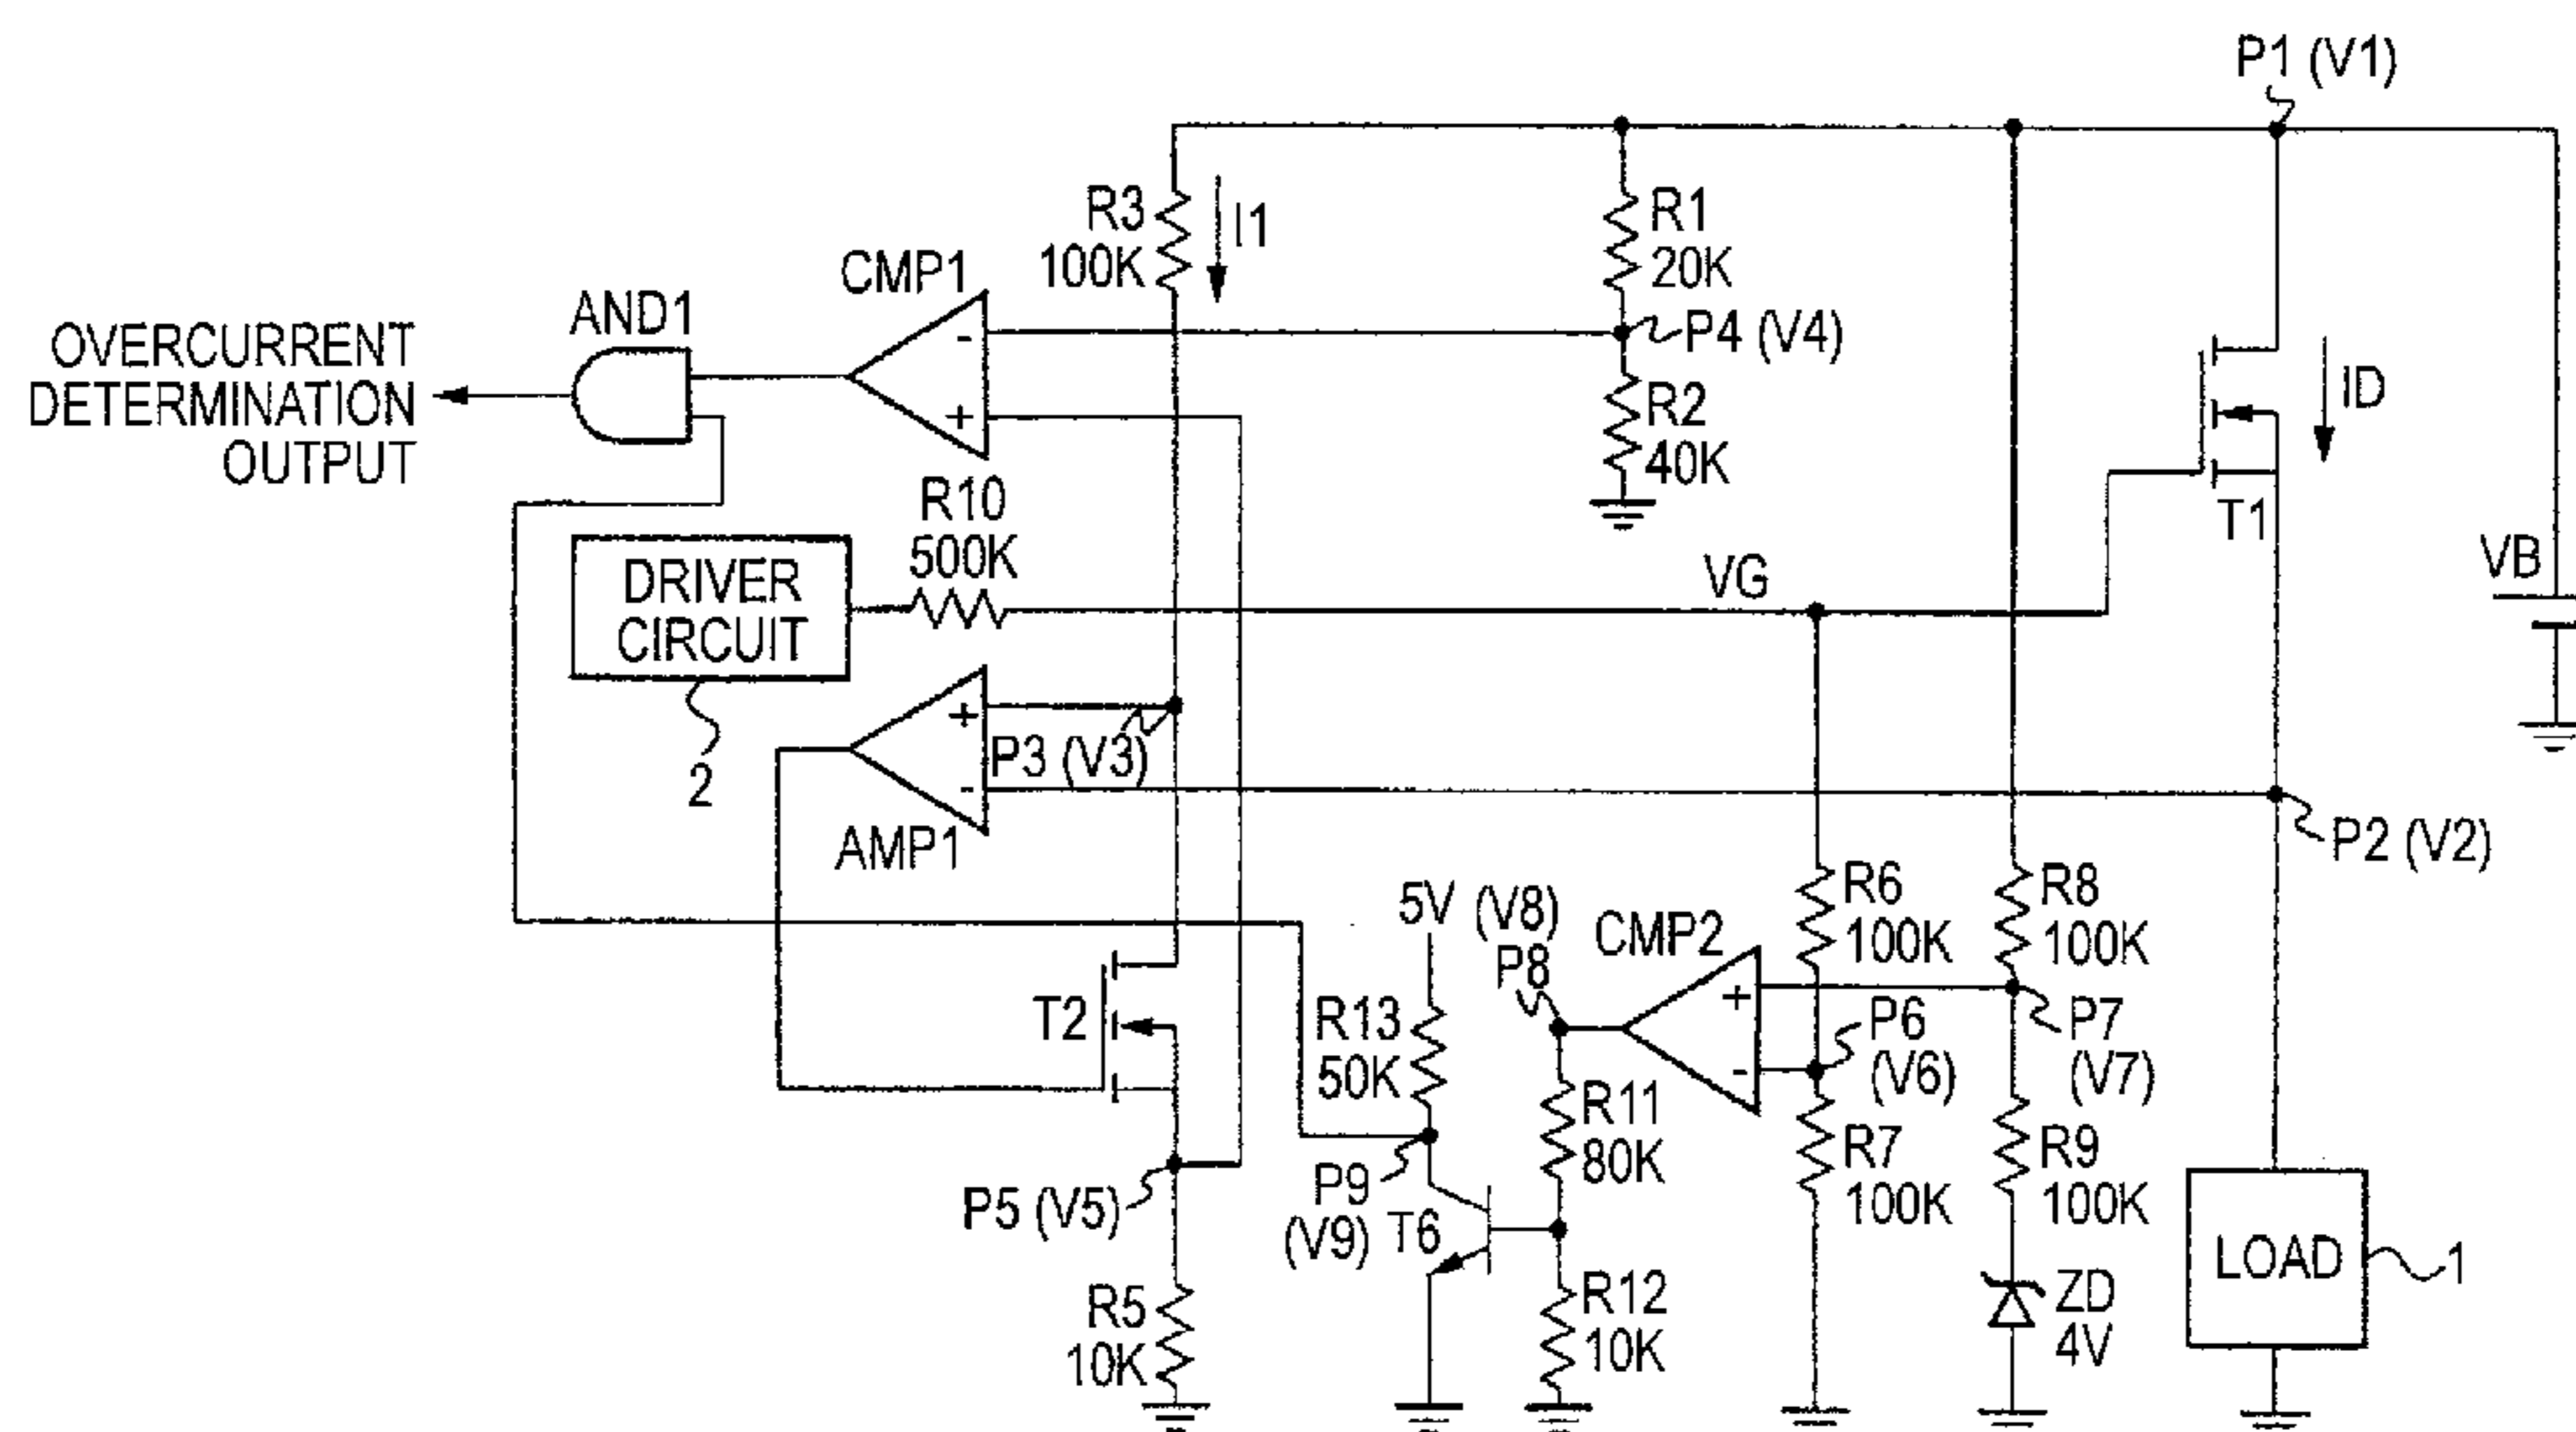 P1 (V1)
R3
100K
I1
R1
20K
CMP1
AND1
OVERCURRENT
DETERMINATION
OUTPUT
-
+
P4 (V4)
ID
R2
40K
T1
R10
500K
DRIVER
CIRCUIT
VG
VB
+
P3 (V3)
-
2
AMP1
P2 (V2)
5V
(V8)
P8
CMP2
R6
100K
R8
100K
T2
R13
50K
+
-
P6
(V6)
P7
(V7)
R11
80K
R7
100K
R9
100K
P5 (V5)
P9
(V9)
T6
LOAD
1
R5
10K
R12
10K
ZD
4V